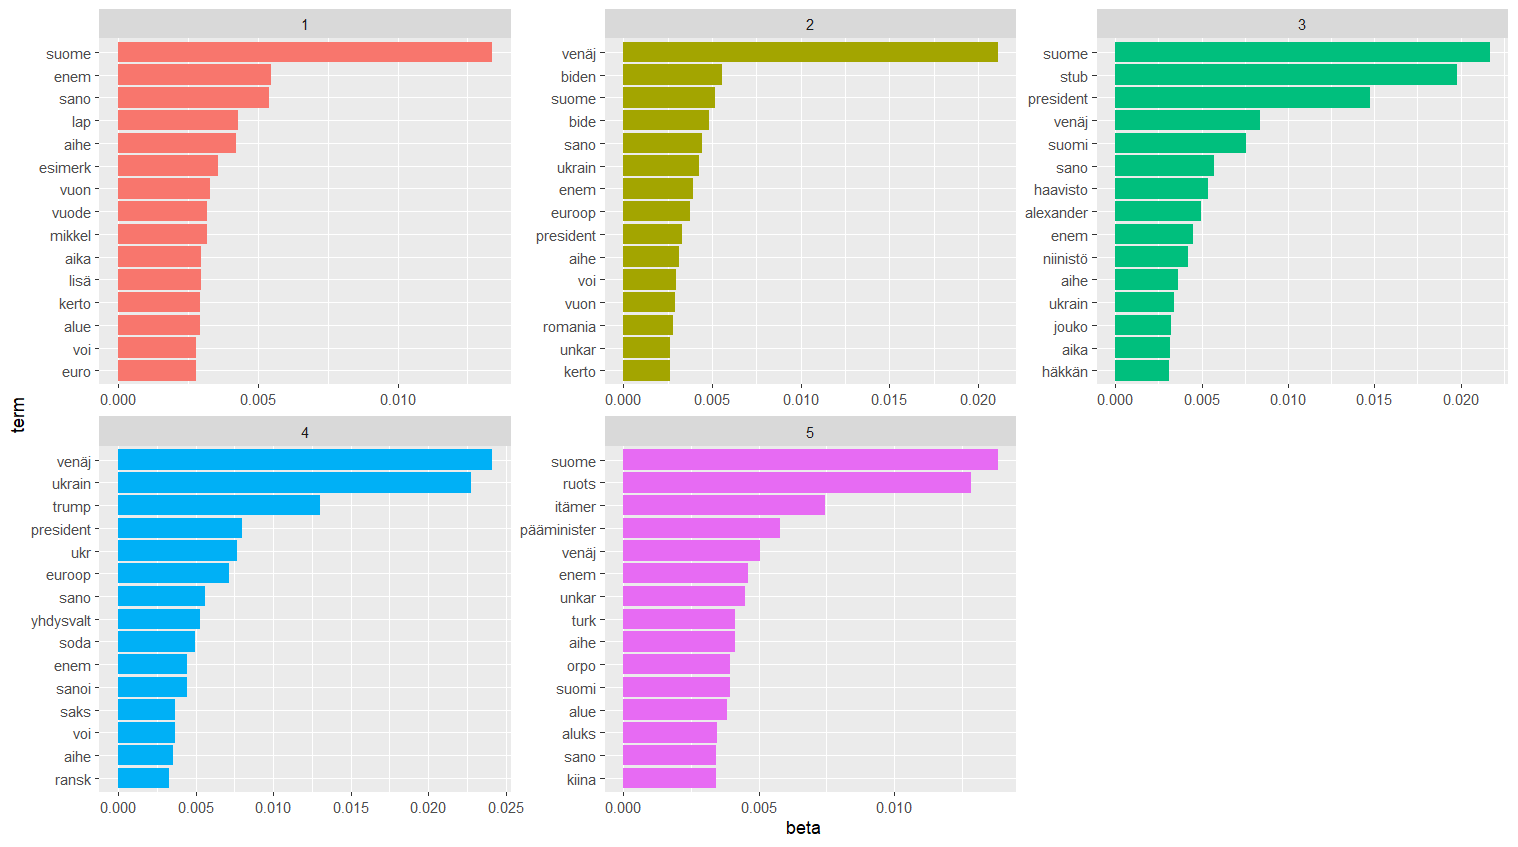 1
suome
enem
sano
lap
aihe
esimerk
vuon
vuode
mikkel
aika
lisä
kerto
alue
voi
euro
0.000 0.005 0.010
2
venäj
biden
suome
bide
sano
ukrain
enem
euroop
president
aihe
voi
vuon
romania
unkar
kerto
0.000 0.005 0.010 0.015 0.020
3
suome
stub
president
venäj
suomi
sano
haavisto
alexander
enem
niinistö
aihe
ukrain
jouko
aika
häkkän
0.000 0.005 0.010 0.015 0.020
term
4
venäj
ukrain
trump
president
ukr
euroop
sano
yhdysvalt
soda
enem
sanoi
saks
voi
aihe
ransk
0.000 0.005 0.010 0.015 0.020 0.025
5
suome
ruots
itämer
pääminister
venäj
enem
unkar
turk
aihe
orpo
suomi
alue
aluks
sano
kiina
0.000 0.005 0.010
beta